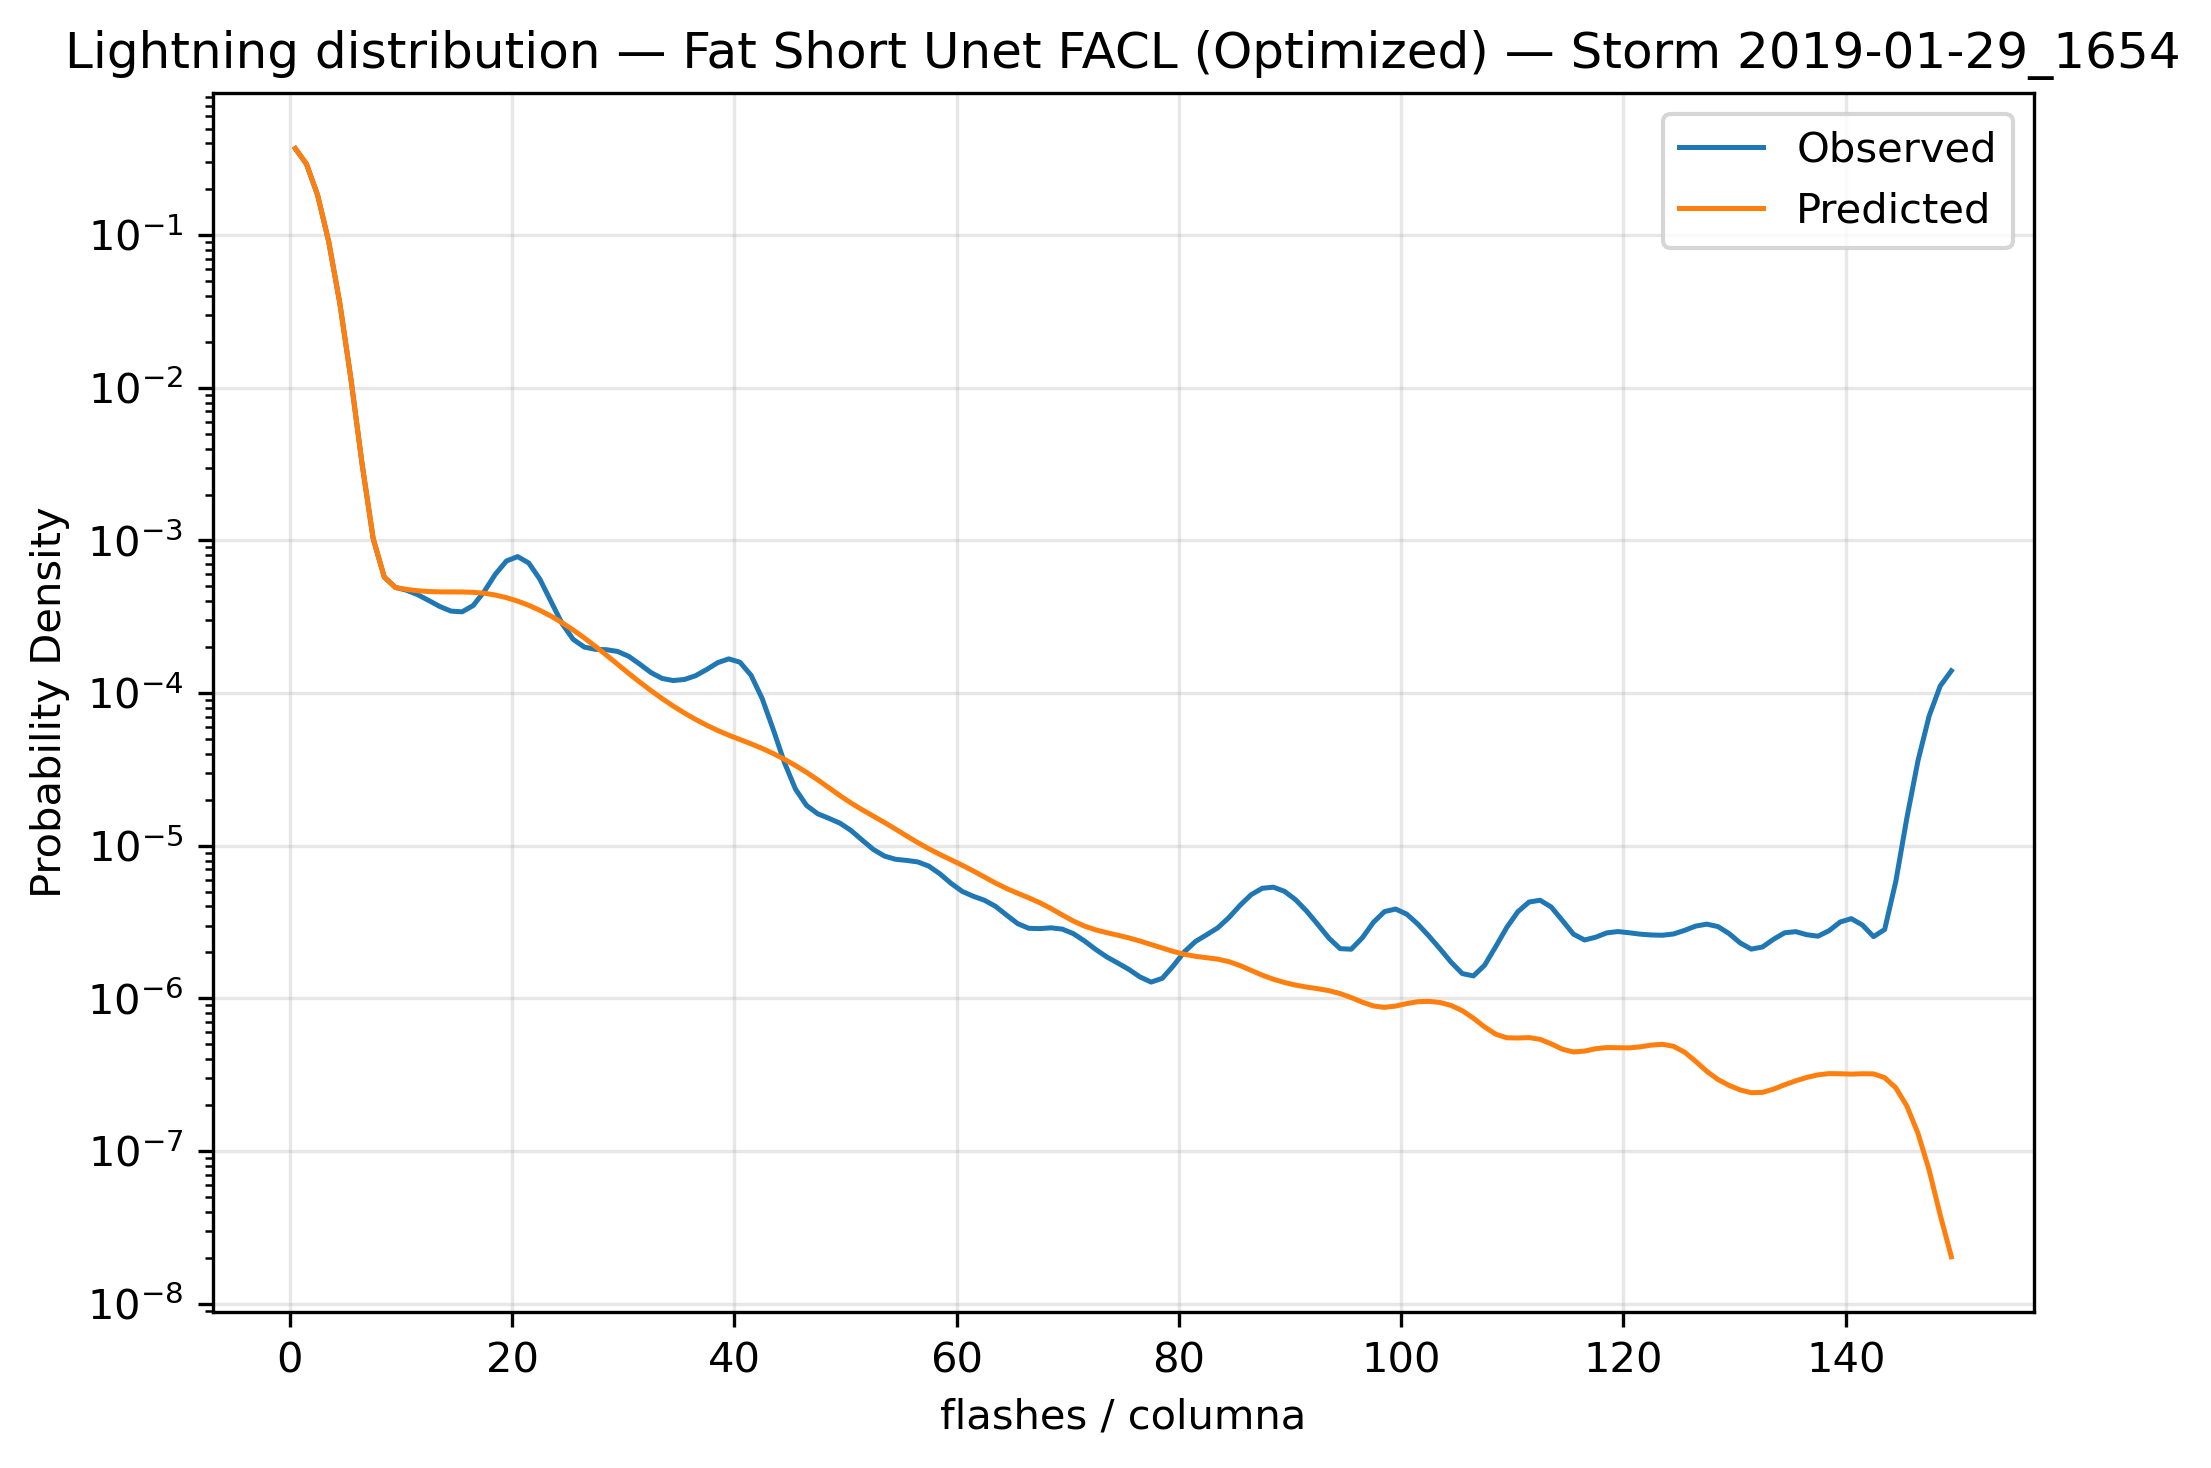 Lightning distribution — Fat Short Unet FACL (Optimized) — Storm 2019-01-29_1654
Observed
Predicted
Probability Density
10⁻¹
10⁻²
10⁻³
10⁻⁴
10⁻⁵
10⁻⁶
10⁻⁷
10⁻⁸
0 20 40 60 80 100 120 140
flashes / columna